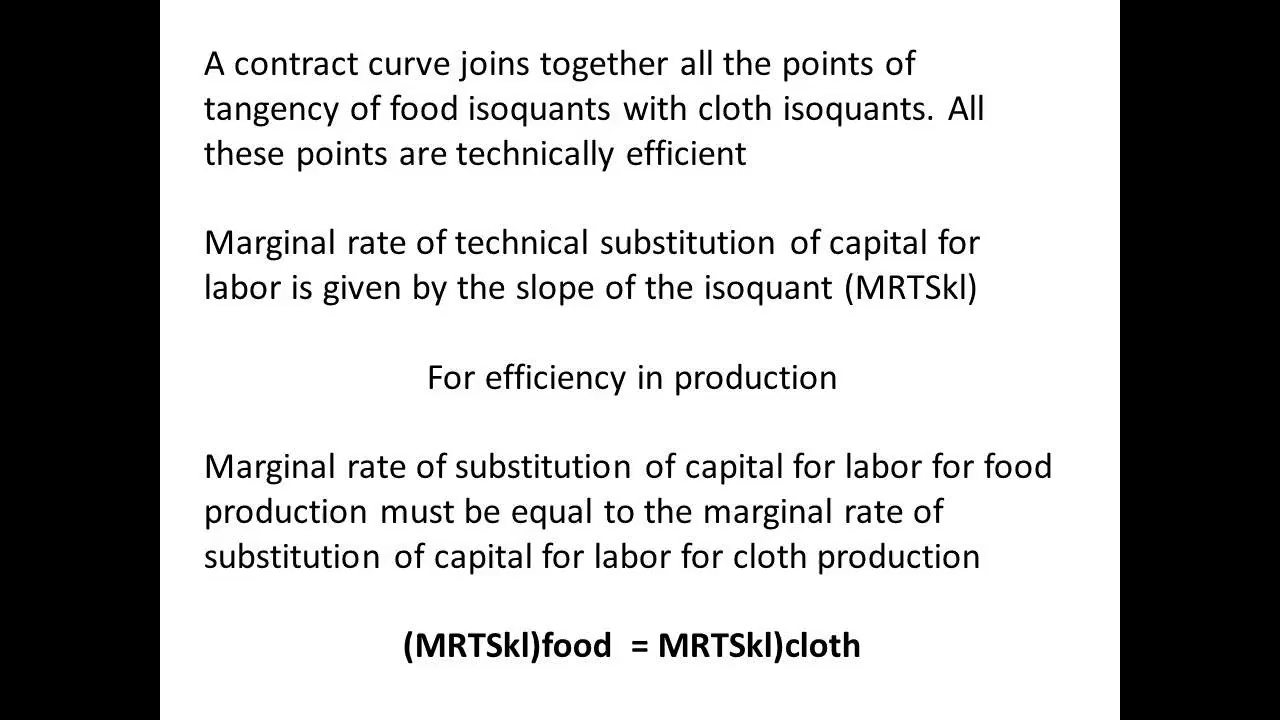 A contract curve joins together all the points of
tangency of food isoquants with cloth isoquants. All
these points are technically efficient
Marginal rate of technical substitution of capital for
labor is given by the slope of the isoquant (MRTSkl)
For efficiency in production
Marginal rate of substitution of capital for labor for food
production must be equal to the marginal rate of
substitution of capital for labor for cloth production
(MRTSkl)food = MRTSkl)cloth